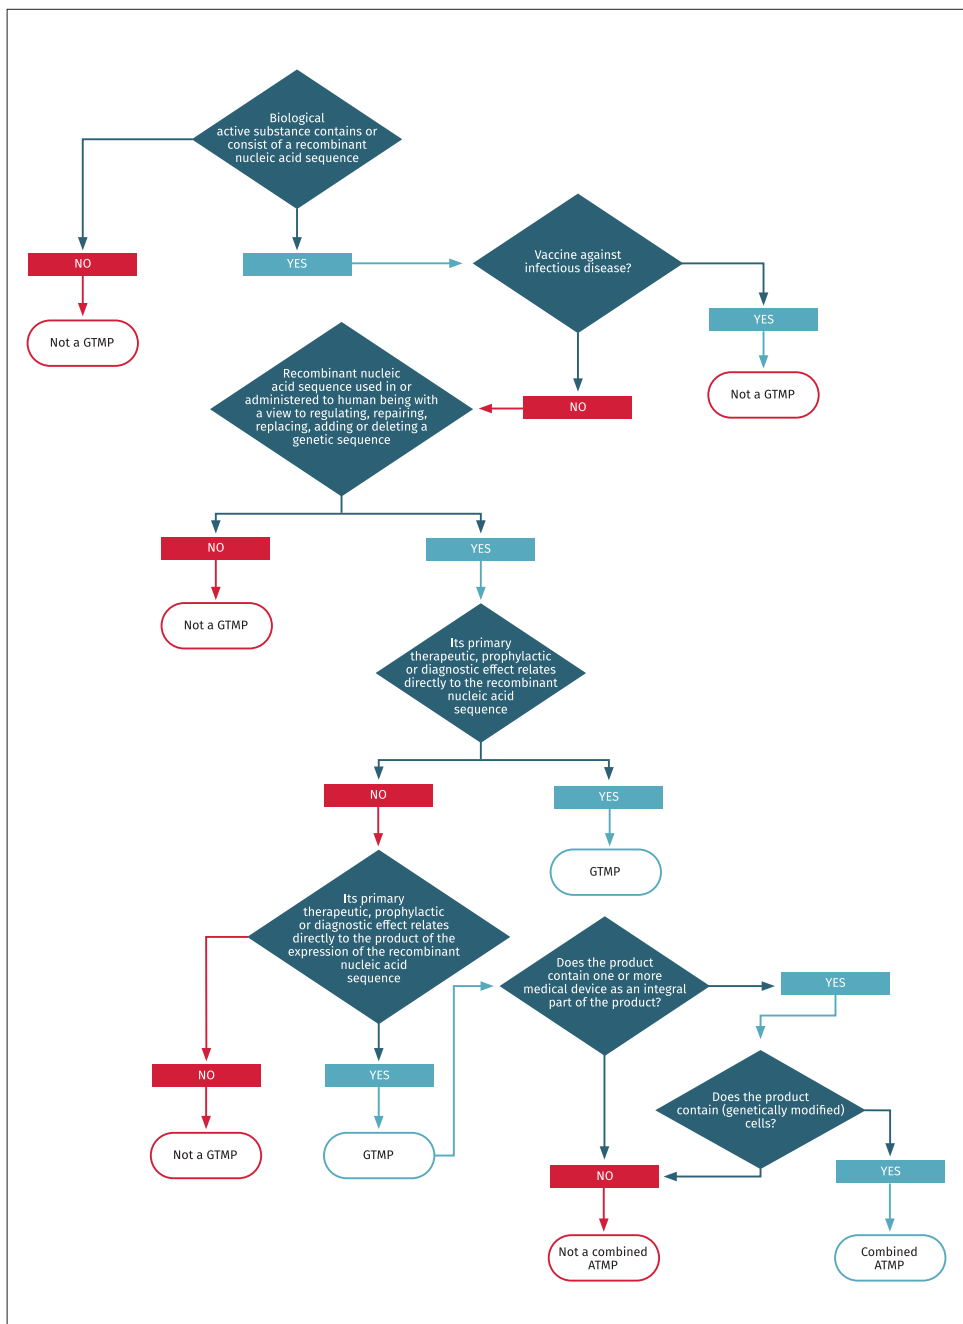 Biological
active substance contains or
consist of a recombinant
nucleic acid sequence
NO
YES
Vaccine against
infectious disease?
YES
Not a GTMP
Not a GTMP
NO
Recombinant nucleic
acid sequence used in or
administered to human being with
a view to regulating, repairing,
replacing, adding or deleting a
genetic sequence
NO
YES
Not a GTMP
Its primary
therapeutic, prophylactic
or diagnostic effect relates
directly to the recombinant
nucleic acid
sequence
NO
YES
GTMP
Its primary
therapeutic, prophylactic
or diagnostic effect relates
directly to the product of the
expression of the recombinant
nucleic acid
sequence
Does the product
contain one or more
medical device as an integral
part of the product?
YES
NO
YES
Does the product
contain (genetically modified)
cells?
Not a GTMP
GTMP
NO
YES
Not a combined
ATMP
Combined
ATMP